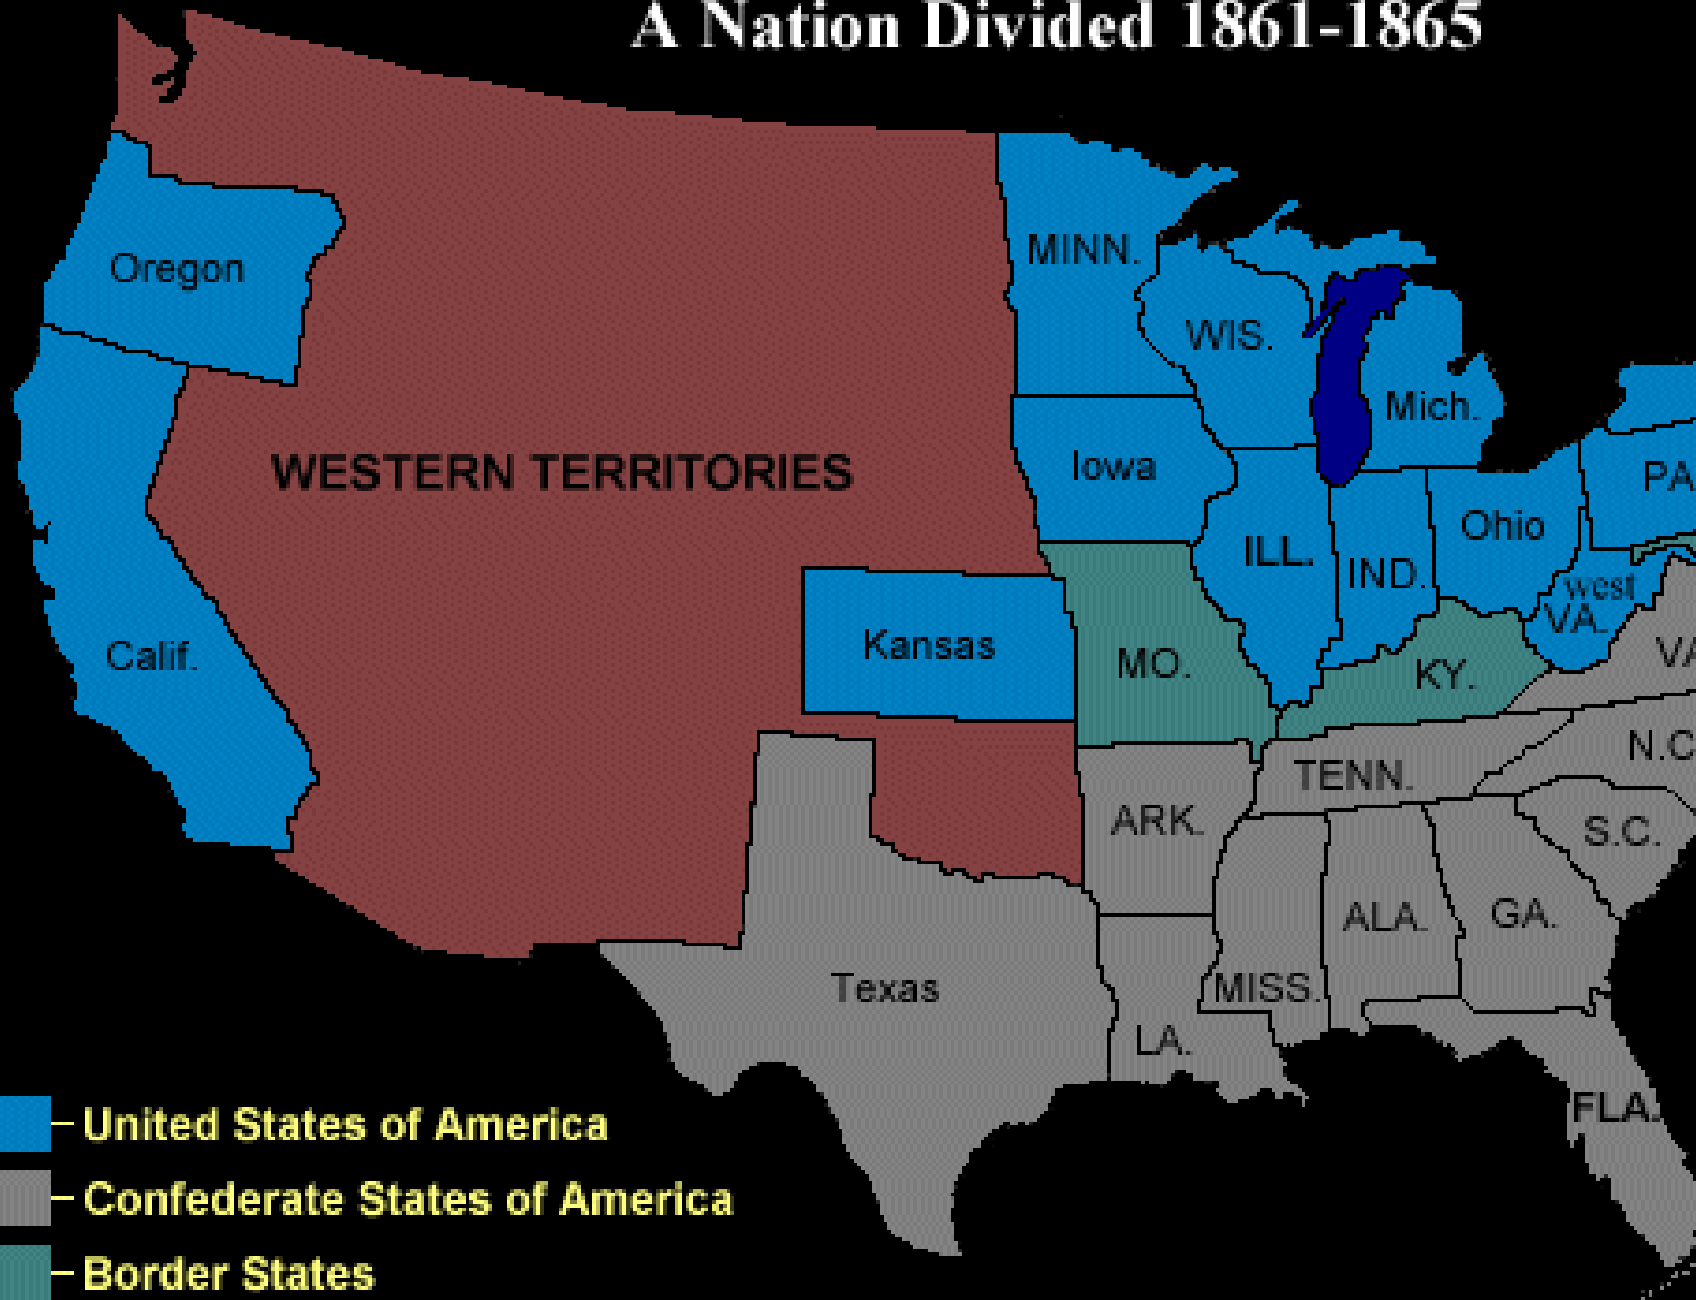 A Nation Divided 1861-1865
MINN.
Oregon
WIS.
Mich.
WESTERN TERRITORIES
Iowa
PA
Ohio
ILL.
IND.
west
VA.
Kansas
Calif.
MO.
KY.
VA
N.C
TENN.
ARK.
S.C.
ALA.
GA.
Texas
MISS.
LA.
FLA.
United States of America
Confederate States of America
Border States